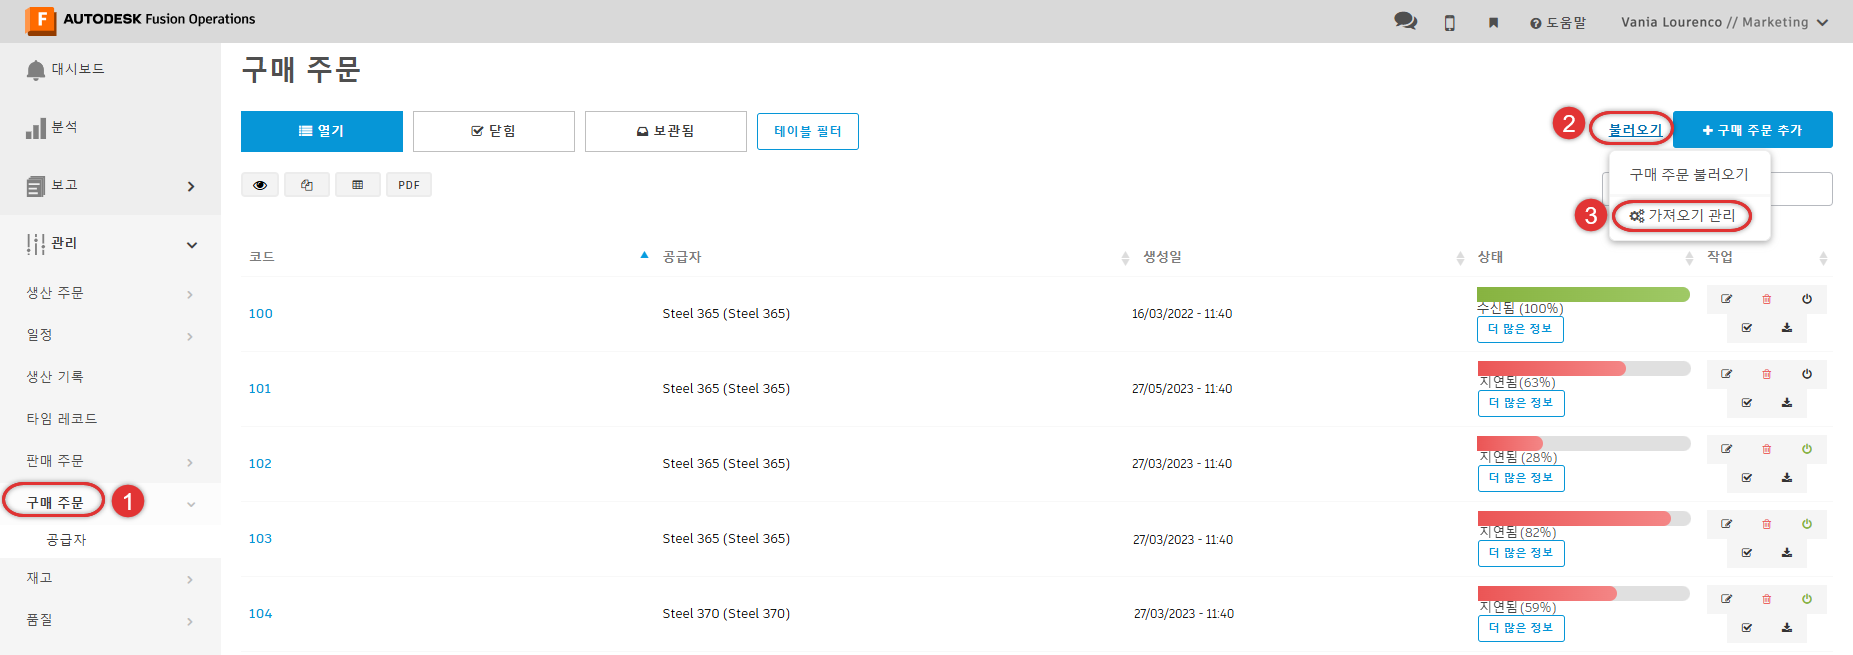 F AUTODESK Fusion Operations
도움말
Vania Lourenco // Marketing
대시보드
분석
보고
관리
생산 주문
일정
생산 기록
타임 레코드
판매 주문
구매 주문
1
공급자
재고
품질
구매 주문
열기
닫힘
보관됨
테이블 필터
2
불러오기
구매 주문 추가
구매 주문 불러오기
3
가져오기 관리
PDF
코드 공급자 생성일 상태 작업
100 Steel 365 (Steel 365) 16/03/2022 - 11:40 수신됨 (100%)
더 많은 정보
101 Steel 365 (Steel 365) 27/05/2023 - 11:40 지연됨(63%)
더 많은 정보
102 Steel 365 (Steel 365) 27/03/2023 - 11:40 지연됨(28%)
더 많은 정보
103 Steel 365 (Steel 365) 27/03/2023 - 11:40 지연됨(82%)
더 많은 정보
104 Steel 370 (Steel 370) 27/03/2023 - 11:40 지연됨(59%)
더 많은 정보